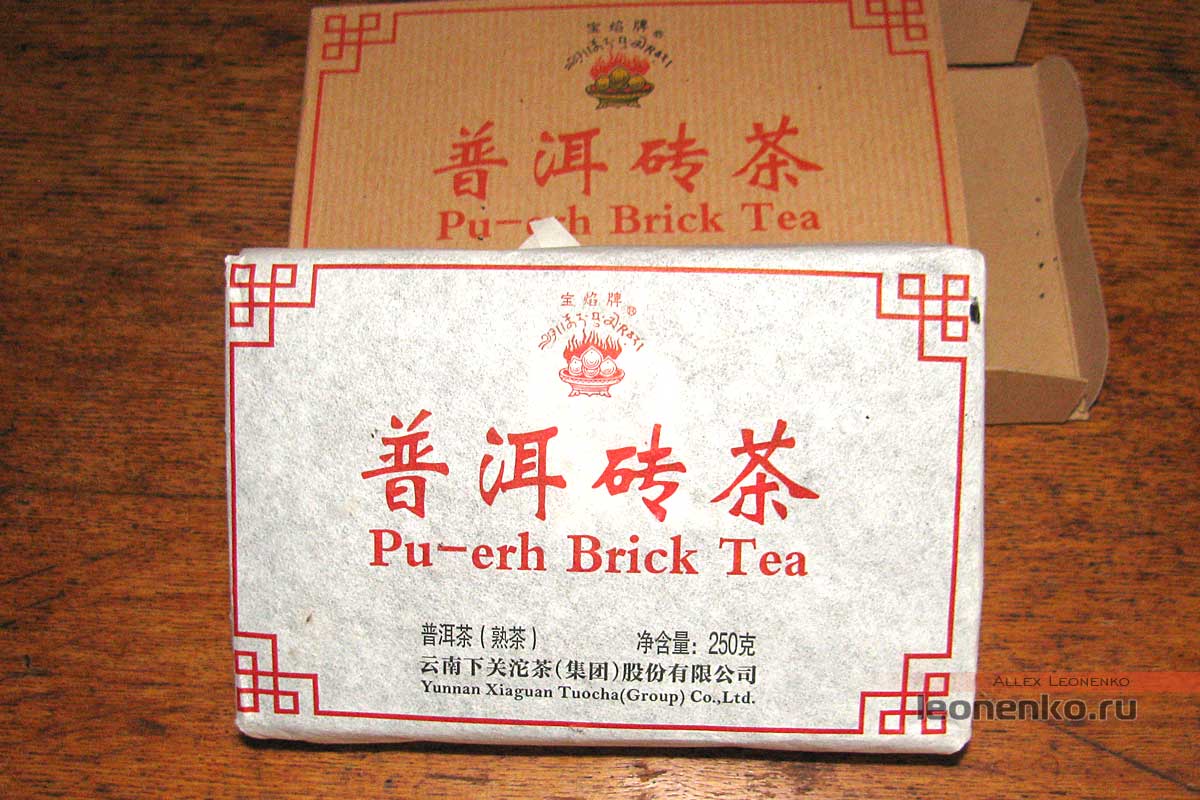 宝焰牌®
普洱砖茶
Pu-erh Brick Tea
宝焰牌®
普洱砖茶
Pu-erh Brick Tea
普洱茶(熟茶) 净含量: 250克
云南下关沱茶(集团)股份有限公司
Yunnan Xiaguan Tuocha(Group) Co.,Ltd.
Allex Leonenko
leonenko.ru